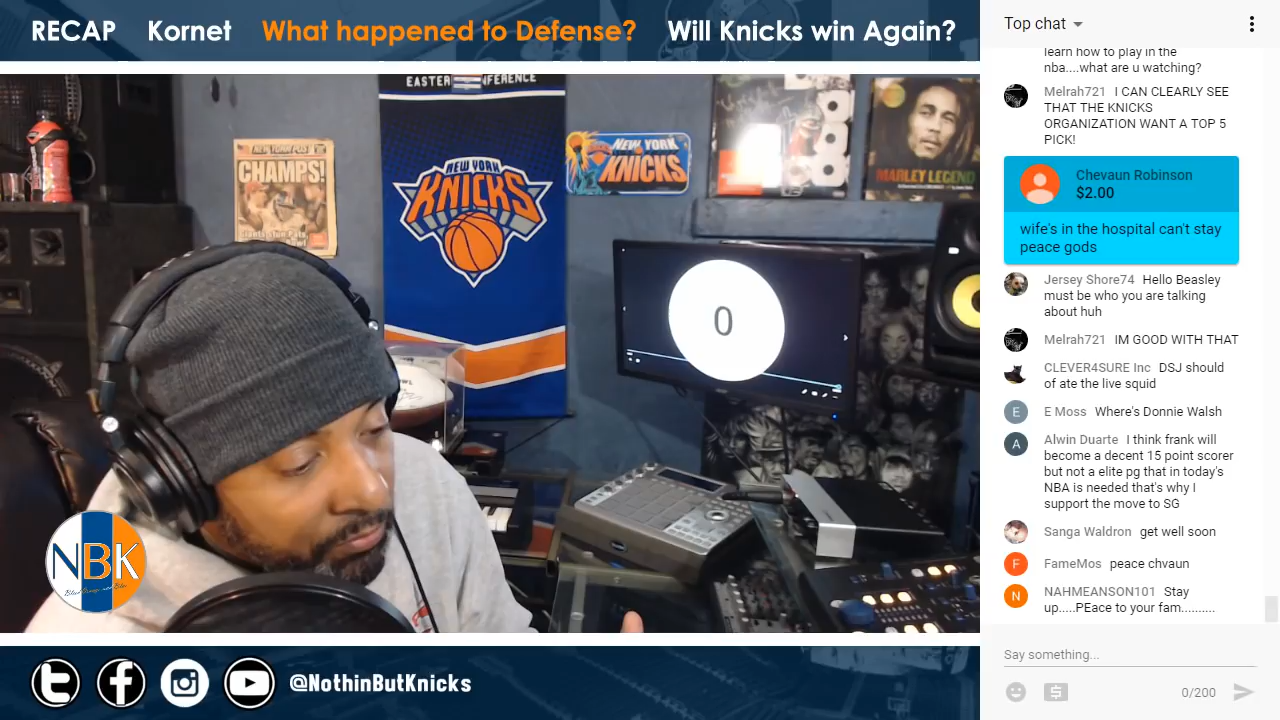 RECAP Kornet What happened to Defense? Will Knicks win Again?
EASTER NFERENCE
NEW YORK POST
CHAMPS!
NEW YORK
KNICKS
NEW YORK
KNICKS
MARLEY LEGEND
0
NBK
@NothinButKnicks
Top chat
learn how to play in the
nba....what are u watching?
Melrah721 I CAN CLEARLY SEE
THAT THE KNICKS
ORGANIZATION WANT A TOP 5
PICK!
Chevaun Robinson
$2.00
wife's in the hospital can't stay
peace gods
Jersey Shore74 Hello Beasley
must be who you are talking
about huh
Melrah721 IM GOOD WITH THAT
CLEVER4SURE Inc DSJ should
of ate the live squid
E Moss Where's Donnie Walsh
A Alwin Duarte I think frank will
become a decent 15 point scorer
but not a elite pg that in today's
NBA is needed that's why I
support the move to SG
Sanga Waldron get well soon
F FameMos peace chvaun
N NAHMEANSON101 Stay
up.....PEace to your fam..........
Say something...
0/200